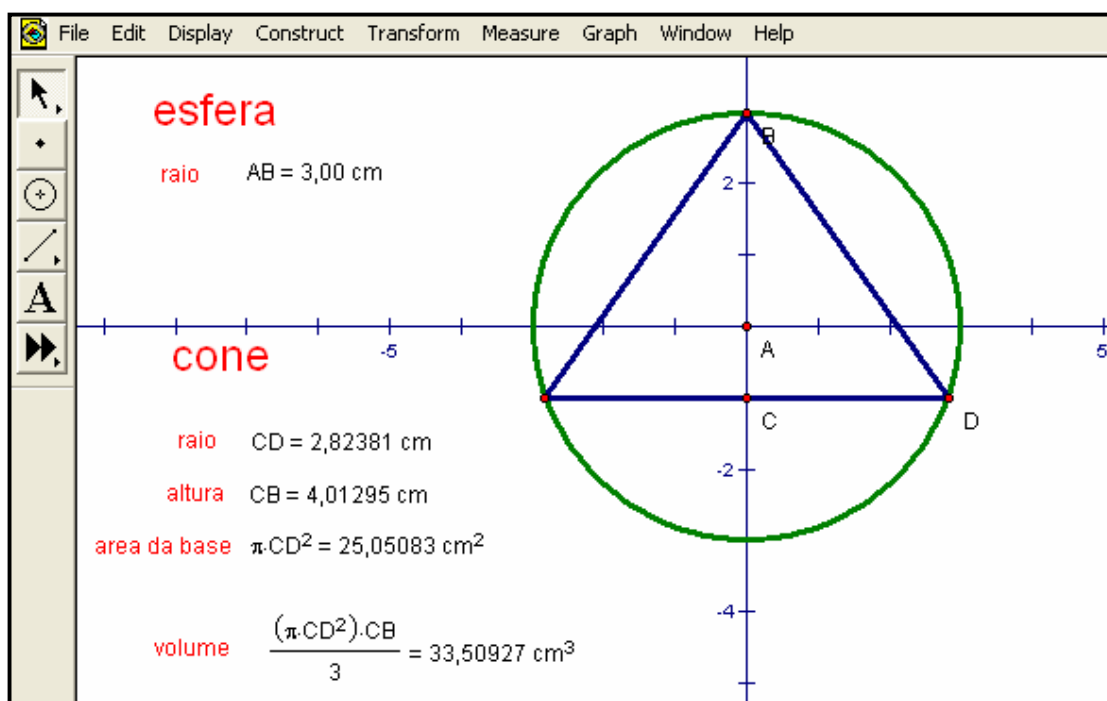 File Edit Display Construct Transform Measure Graph Window Help
esfera
raio AB = 3,00 cm
B
2
A
-5
5
cone
A
C
D
raio CD = 2,82381 cm
-2
altura CB = 4,01295 cm
area da base π·CD² = 25,05083 cm²
-4
volume (π·CD²)·CB
3
= 33,50927 cm³